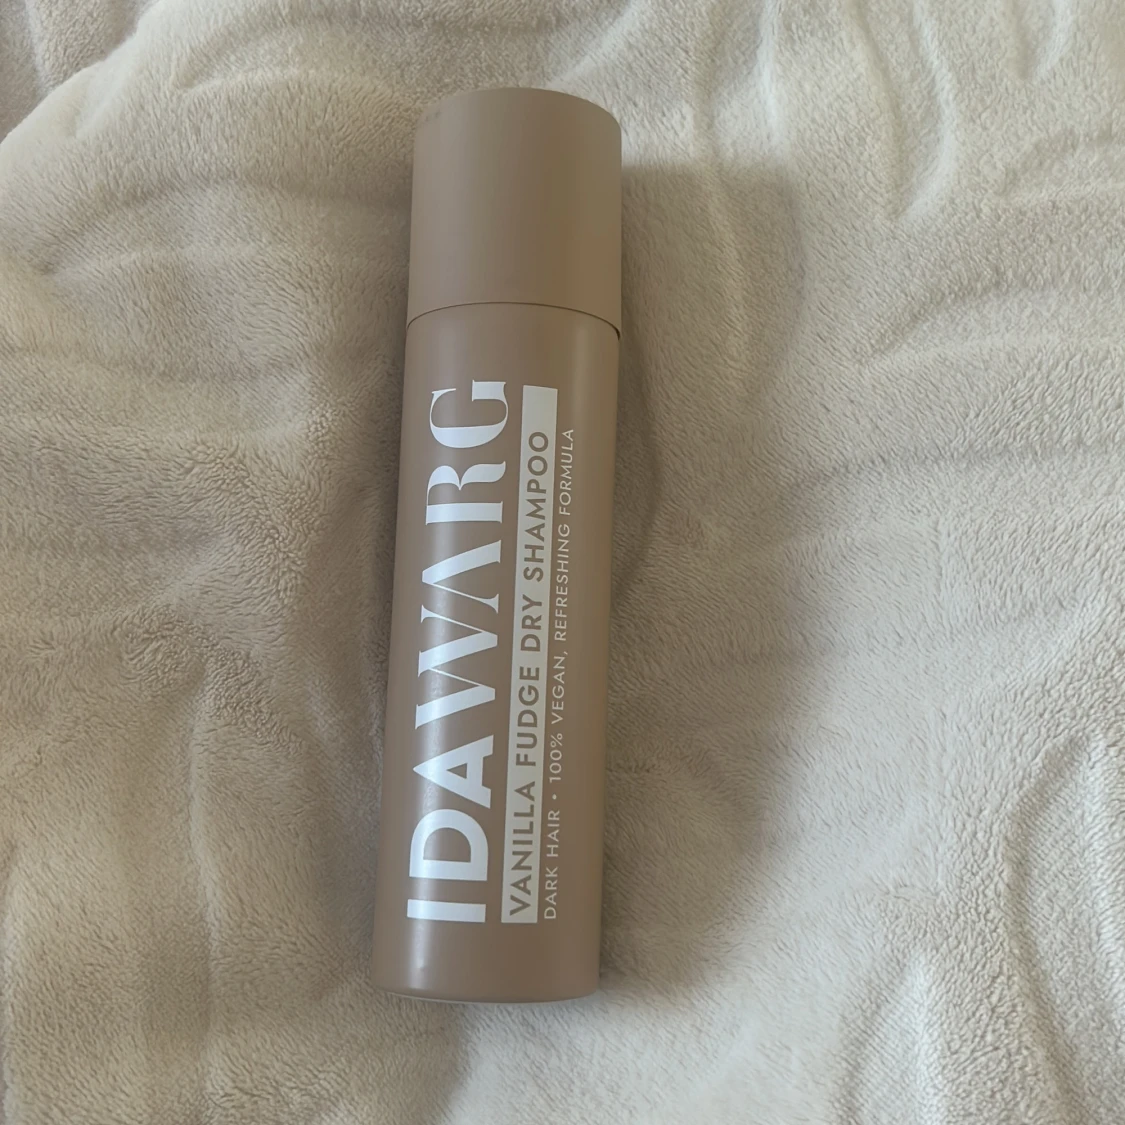 IDAWARG
VANILLA FUDGE DRY SHAMPOO
DARK HAIR • 100% VEGAN, REFRESHING FORMULA